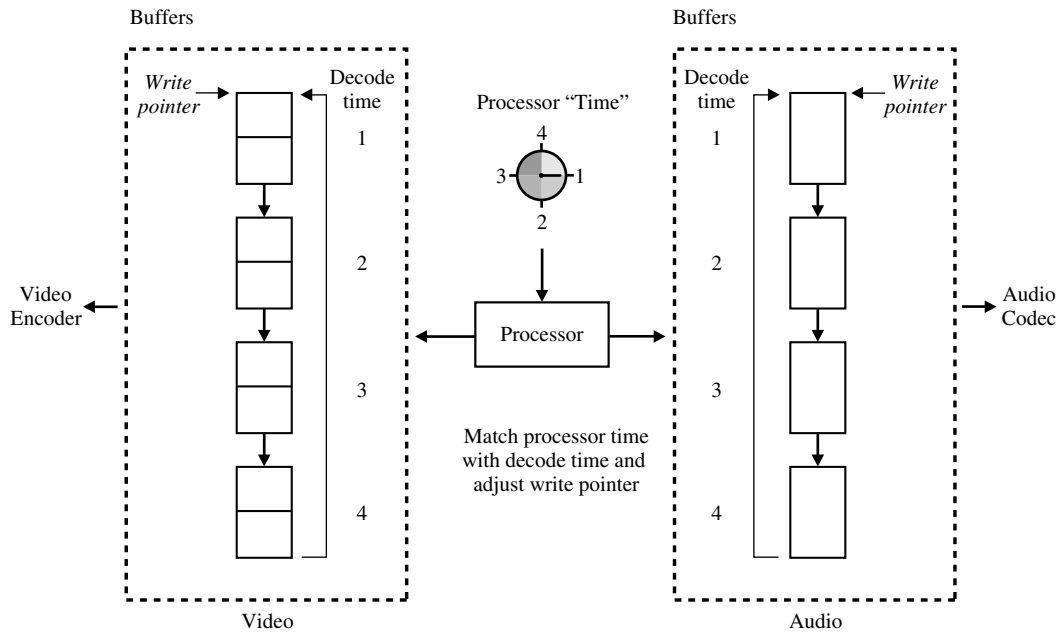 Buffers
Write
pointer
Decode
time
1
2
3
4
Video
Encoder
Video
Processor “Time”
4
3
1
2
Processor
Match processor time
with decode time and
adjust write pointer
Buffers
Decode
time
Write
pointer
1
2
3
4
Audio
Codec
Audio